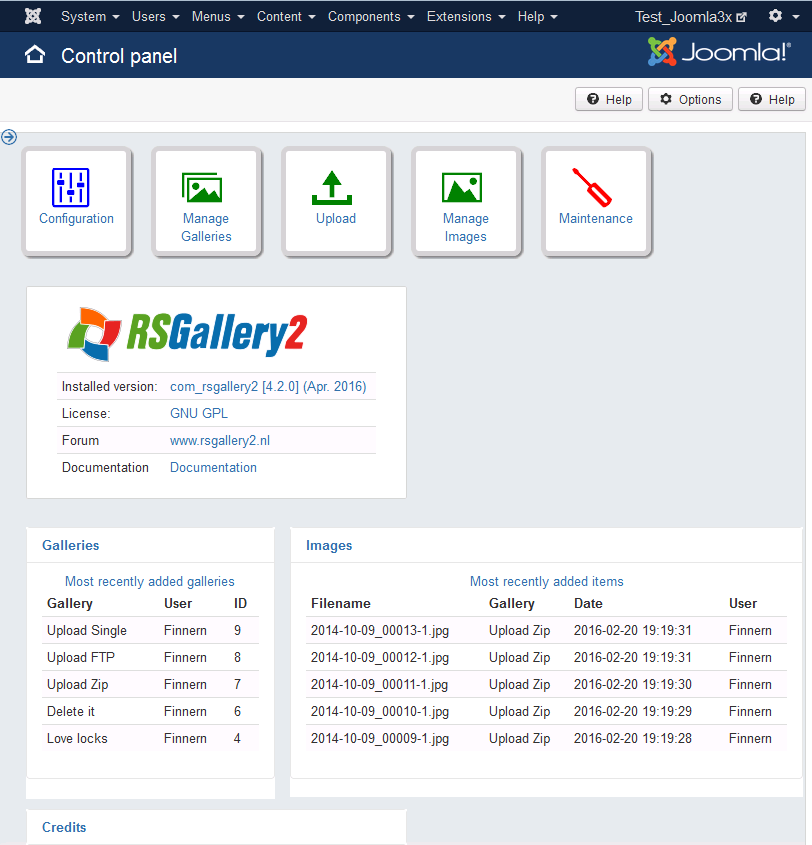 System Users Menus Content Components Extensions Help Test_Joomla3x
Control panel Joomla!®
Help Options Help
Configuration Manage Galleries Upload Manage Images Maintenance
RSGallery2
Installed version: com_rsgallery2 [4.2.0] (Apr. 2016)
License: GNU GPL
Forum www.rsgallery2.nl
Documentation Documentation
Galleries
Most recently added galleries
Gallery User ID
Upload Single Finnern 9
Upload FTP Finnern 8
Upload Zip Finnern 7
Delete it Finnern 6
Love locks Finnern 4
Images
Most recently added items
Filename Gallery Date User
2014-10-09_00013-1.jpg Upload Zip 2016-02-20 19:19:31 Finnern
2014-10-09_00012-1.jpg Upload Zip 2016-02-20 19:19:31 Finnern
2014-10-09_00011-1.jpg Upload Zip 2016-02-20 19:19:30 Finnern
2014-10-09_00010-1.jpg Upload Zip 2016-02-20 19:19:29 Finnern
2014-10-09_00009-1.jpg Upload Zip 2016-02-20 19:19:28 Finnern
Credits